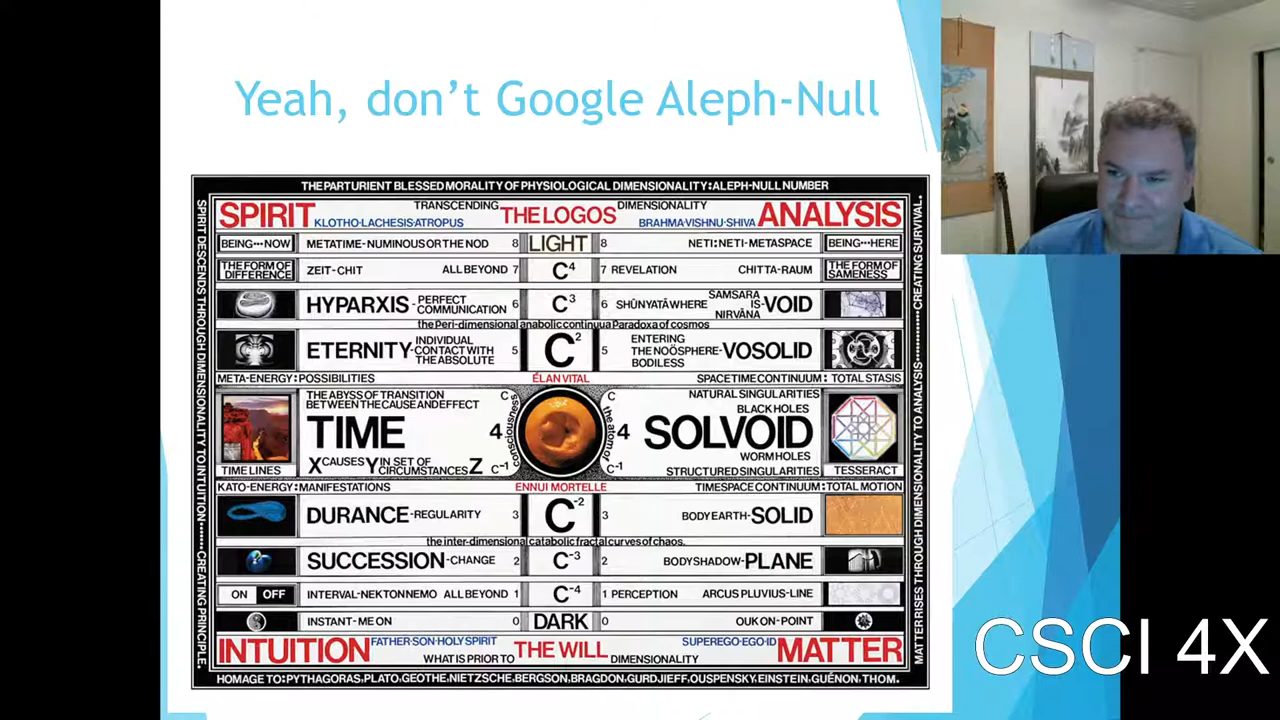 Yeah, don't Google Aleph-Null
THE PARTURIENT BLESSED MORALITY OF PHYSIOLOGICAL DIMENSIONALITY:ALEPH-NULL NUMBER
SPIRIT TRANSCENDING THE LOGOS DIMENSIONALITY ANALYSIS
KLOTHO·LACHESIS·ATROPUS BRAHMA·VISHNU·SHIVA
BEING···NOW METATIME-NUMINOUS OR THE NOD 8 LIGHT 8 NETI:NETI-METASPACE BEING···HERE
THE FORM OF DIFFERENCE ZEIT-CHIT ALL BEYOND 7 C4 7 REVELATION CHITTA-RAUM THE FORM OF SAMENESS
HYPARXIS-PERFECT COMMUNICATION 6 C3 6 SHŪNYATĀ WHERE SAMSARA IS NIRVĀNA-VOID
the Peri-dimensional anabolic continuua Paradoxa of cosmos
ETERNITY-INDIVIDUAL CONTACT WITH THE ABSOLUTE 5 C2 5 ENTERING THE NOÖSPHERE BODILESS-VOSOLID
META-ENERGY:POSSIBILITIES ÉLAN VITAL SPACETIME CONTINUUM:TOTAL STASIS
THE ABYSS OF TRANSITION BETWEEN THE CAUSE AND EFFECT C C NATURAL SINGULARITIES
BLACK HOLES
TIME 4 consciousness the atom of 4 SOLVOID
WORMHOLES
X CAUSES Y IN SET OF CIRCUMSTANCES Z C-1 C-1 STRUCTURED SINGULARITIES
TIME LINES TESSERACT
KATO-ENERGY:MANIFESTATIONS ENNUI MORTELLE TIMESPACE CONTINUUM:TOTAL MOTION
DURANCE-REGULARITY 3 C-2 3 BODYEARTH-SOLID
the inter-dimensional catabolic fractal curves of chaos.
SUCCESSION-CHANGE 2 C-3 2 BODYSHADOW-PLANE
ON OFF INTERVAL-NEKTON NEMO ALL BEYOND 1 C-4 1 PERCEPTION ARCUS PLUVIUS-LINE
INSTANT-ME ON 0 DARK 0 OUK ON-POINT
INTUITION FATHER·SON·HOLY SPIRIT THE WILL SUPEREGO·EGO·ID MATTER
WHAT IS PRIOR TO DIMENSIONALITY
HOMAGE TO:PYTHAGORAS,PLATO,GEOTHE,NIETZSCHE,BERGSON,BRAGDON,GURDJIEFF,OUSPENSKY,EINSTEIN,GUÉNON,THOM.
SPIRIT DESCENDS THROUGH DIMENSIONALITY TO INTUITION·······CREATING PRINCIPLE.
MATTER RISES THROUGH DIMENSIONALITY TO ANALYSIS·······CREATING SURVIVAL.
CSCI 4X